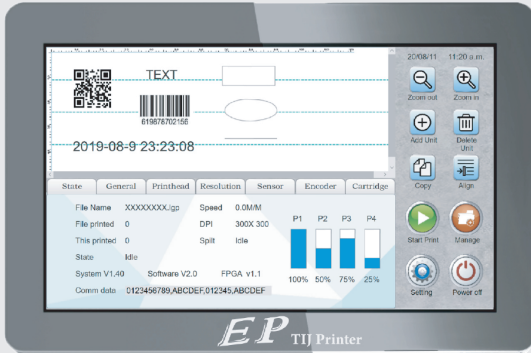 20/08/11 11:20 a.m.
TEXT
619878702156
2019-08-9 23:23:08
Zoom out Zoom in
Add Unit Delete Unit
Copy Align
Start Print Manage
Setting Power off
State General Printhead Resolution Sensor Encoder Cartridge
File Name XXXXXXXX.lgp Speed 0.0M/M
File printed 0 DPI 300X 300
This printed 0 Split Idle
State Idle
System V1.40 Software V2.0 FPGA v1.1
Comm data 0123456789,ABCDEF,012345,ABCDEF
P1 P2 P3 P4
100% 50% 75% 25%
EP TIJ Printer